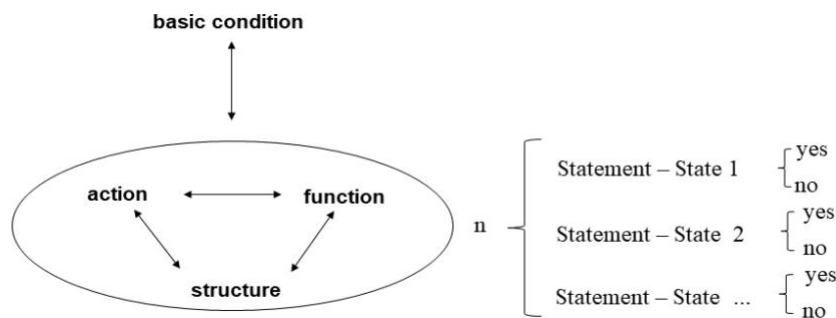 basic condition
action
function
structure
n
Statement – State 1
yes
no
Statement – State 2
yes
no
Statement – State ...
yes
no